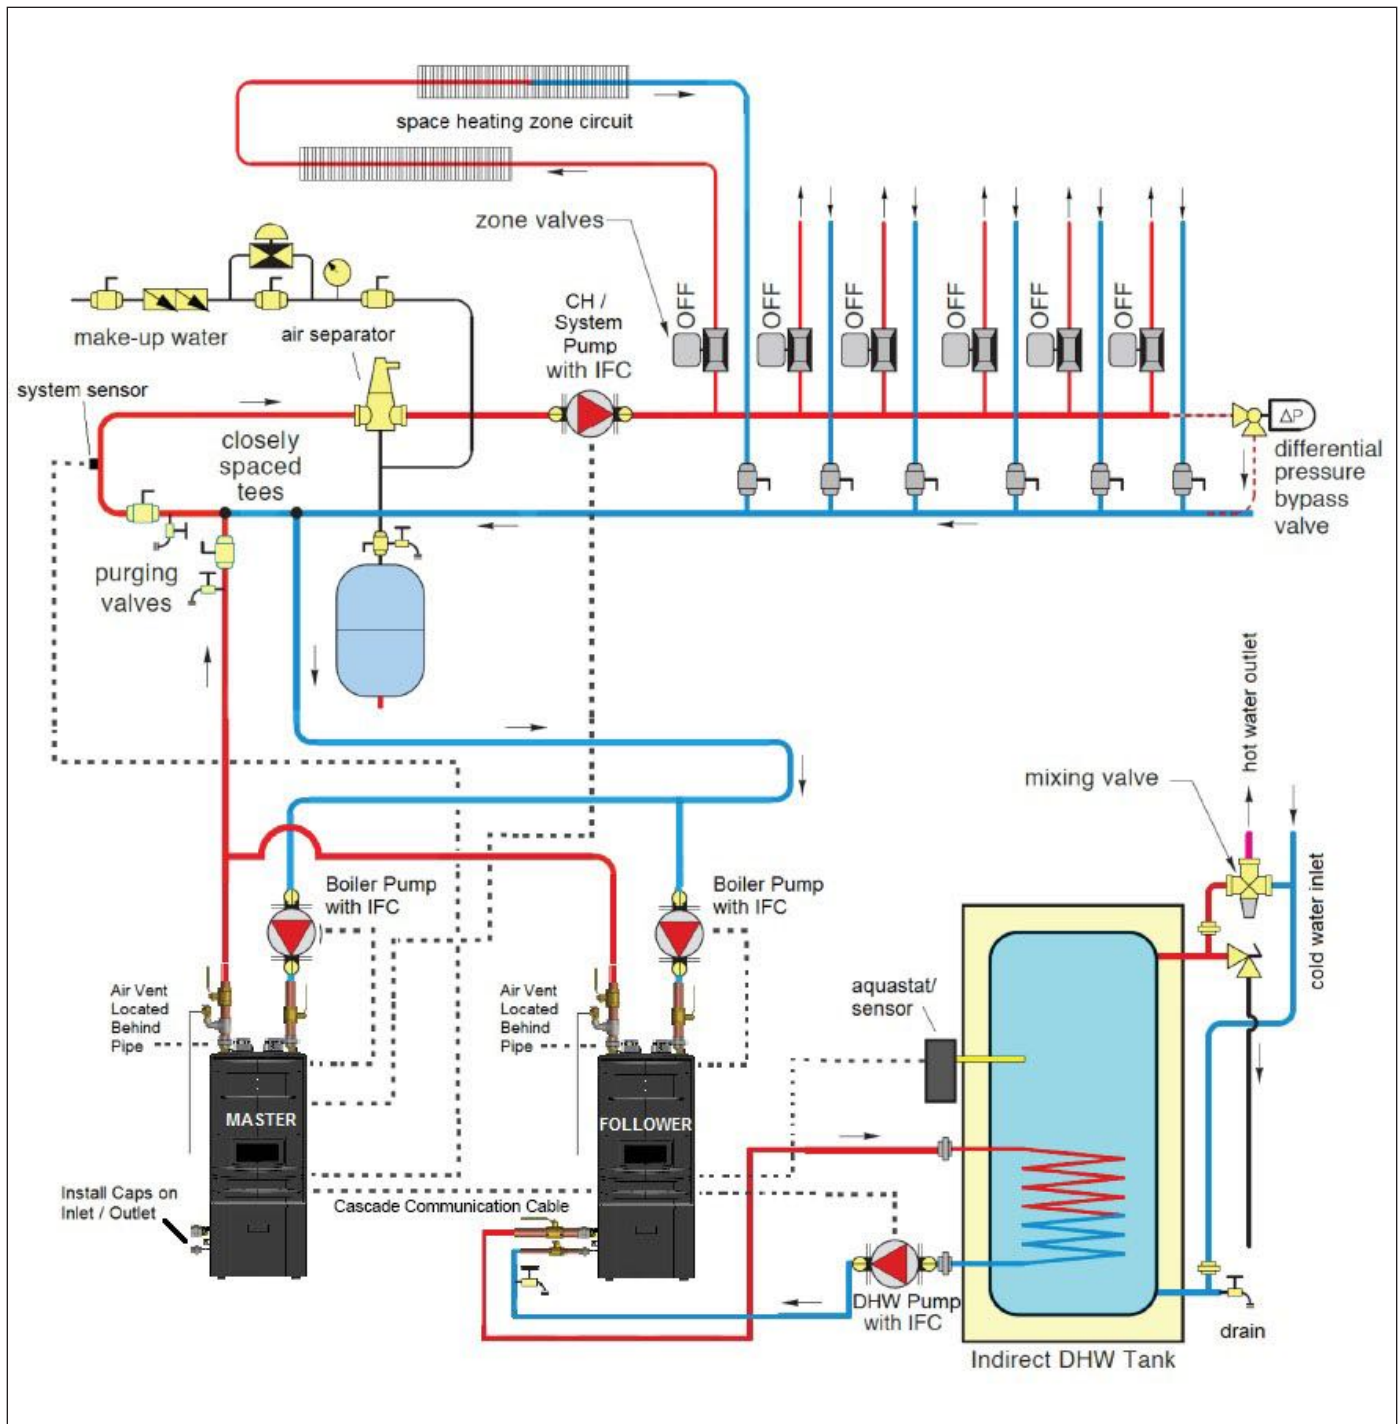 space heating zone circuit
zone valves
make-up water
air separator
CH /
System
Pump
with IFC
OFF
OFF
OFF
OFF
OFF
OFF
system sensor
closely
spaced
tees
ΔP
differential
pressure
bypass
valve
purging
valves
hot water outlet
mixing valve
cold water inlet
Boiler Pump
with IFC
Boiler Pump
with IFC
Air Vent
Located
Behind
Pipe
Air Vent
Located
Behind
Pipe
aquastat/
sensor
MASTER
FOLLOWER
Install Caps on
Inlet / Outlet
Cascade Communication Cable
DHW Pump
with IFC
drain
Indirect DHW Tank